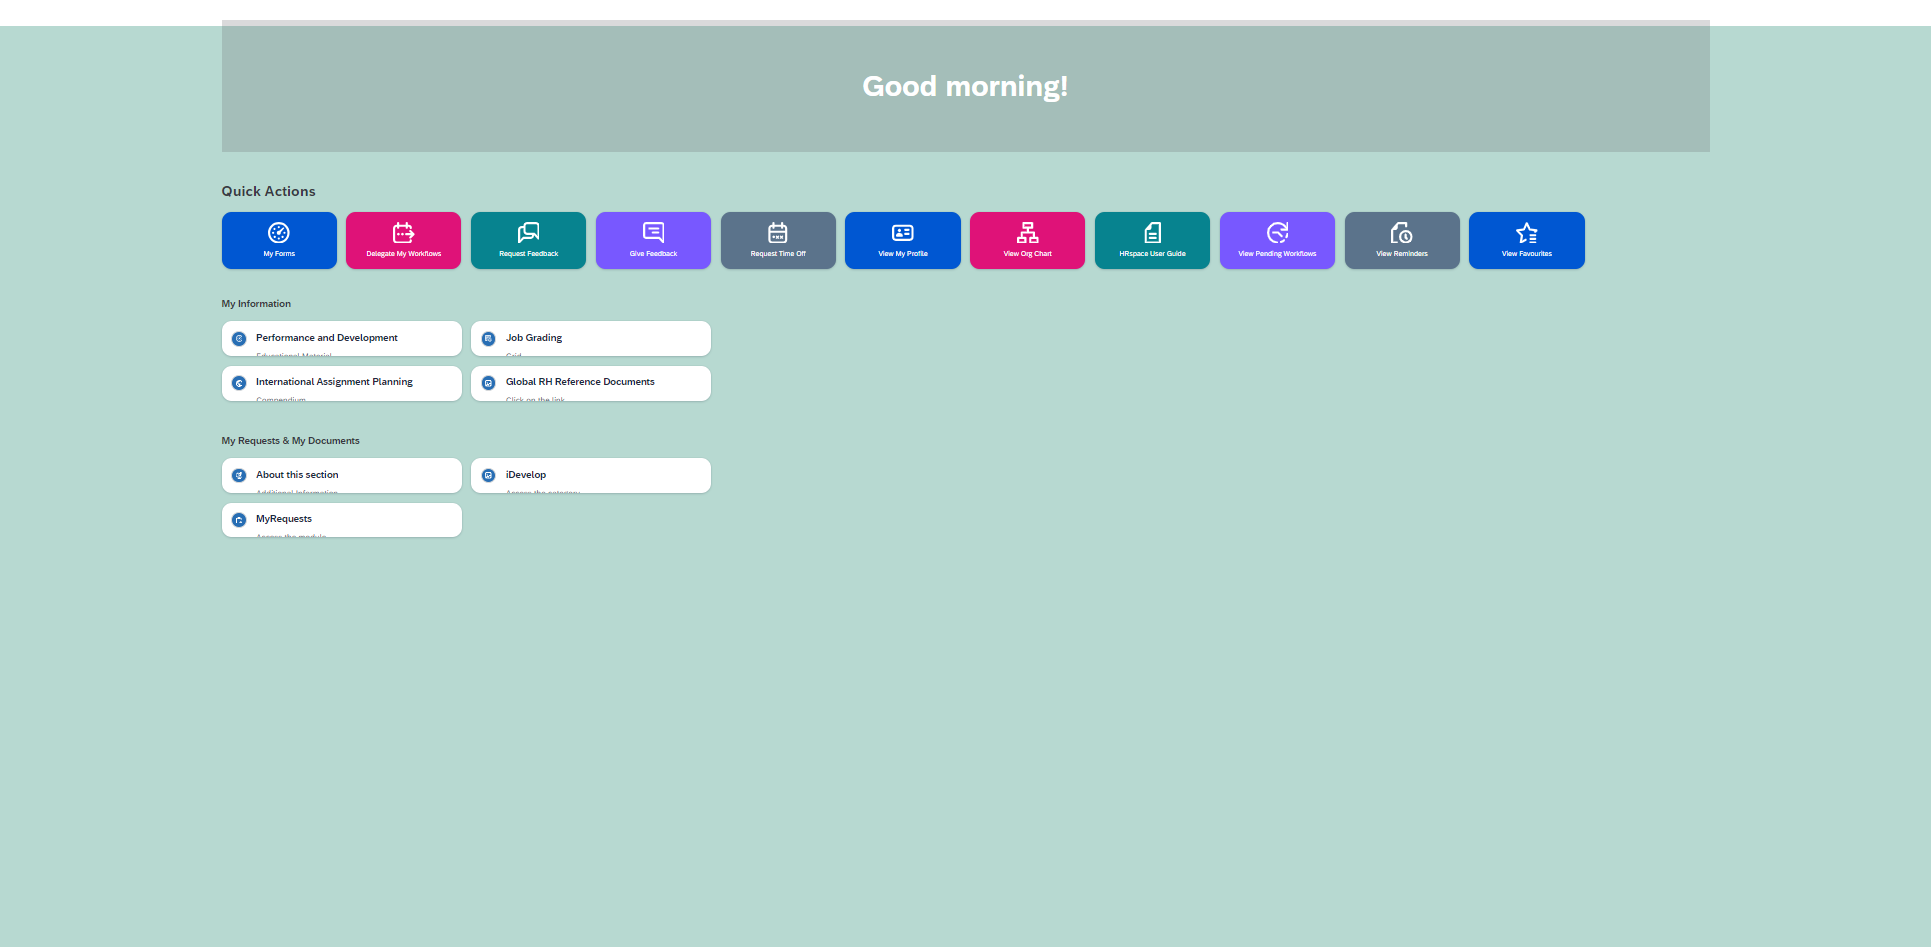 Good morning!
Quick Actions
My Forms
Delegate My Workflows
Request Feedback
Give Feedback
Request Time Off
View My Profile
View Org Chart
HRspace User Guide
View Pending Workflows
View Reminders
View Favourites
My Information
Performance and Development
Educational Material
Job Grading
Grid
International Assignment Planning
Compendium
Global RH Reference Documents
Click on the link
My Requests & My Documents
About this section
Additional Information
iDevelop
Access the category
MyRequests
Access the module